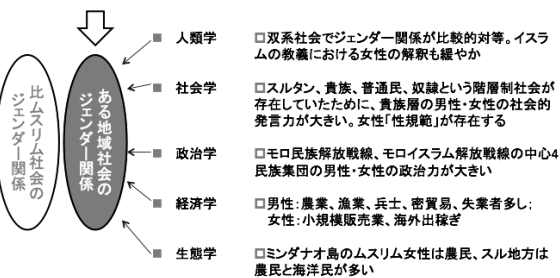 比ムスリム社会の
ジェンダー関係
ある地域社会の
ジェンダー関係
■ 人類学
□双系社会でジェンダー関係が比較的対等。イスラ
ムの教義における女性の解釈も緩やか
■ 社会学
□スルタン、貴族、普通民、奴隷という階層制社会が
存在していたために、貴族層の男性・女性の社会的
発言力が大きい。女性「性規範」が存在する
■ 政治学
□モロ民族解放戦線、モロイスラム解放戦線の中心4
民族集団の男性・女性の政治力が大きい
■ 経済学
□男性:農業、漁業、兵士、密貿易、失業者多し;
女性:小規模販売業、海外出稼ぎ
■ 生態学
□ミンダナオ島のムスリム女性は農民、スル地方は
農民と海洋民が多い